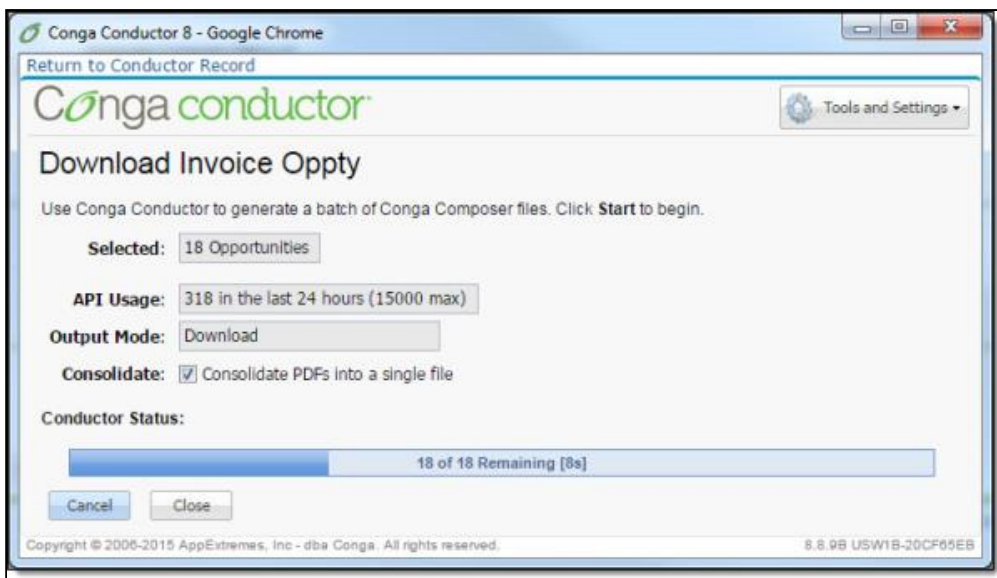 Conga Conductor 8 - Google Chrome
Return to Conductor Record
Conga conductor
Tools and Settings
Download Invoice Oppty
Use Conga Conductor to generate a batch of Conga Composer files. Click Start to begin.
Selected: 18 Opportunities
API Usage: 318 in the last 24 hours (15000 max)
Output Mode: Download
Consolidate: Consolidate PDFs into a single file
Conductor Status:
18 of 18 Remaining [8s]
Cancel Close
Copyright © 2006-2015 AppExtremes, Inc - dba Conga. All rights reserved. 8.8.9B USW1B-20CF65EB